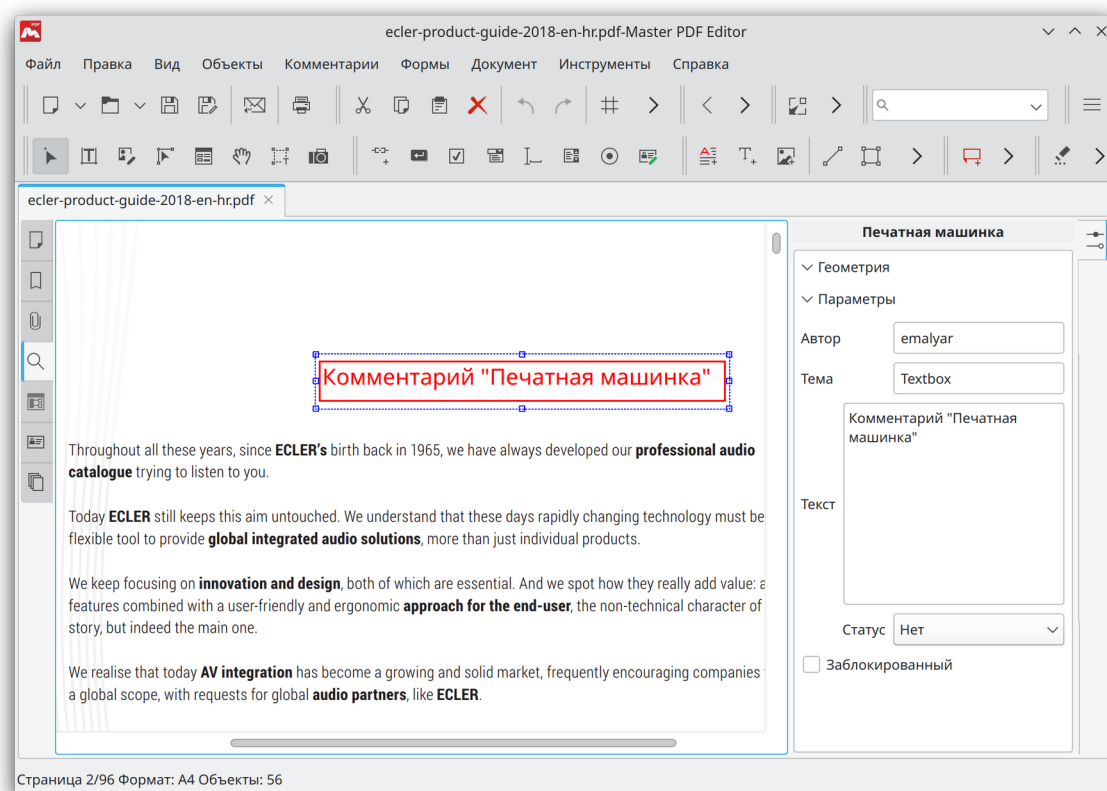 ecler-product-guide-2018-en-hr.pdf-Master PDF Editor
Файл Правка Вид Объекты Комментарии Формы Документ Инструменты Справка
ecler-product-guide-2018-en-hr.pdf
Комментарий "Печатная машинка"
Throughout all these years, since ECLER's birth back in 1965, we have always developed our professional audio
catalogue trying to listen to you.
Today ECLER still keeps this aim untouched. We understand that these days rapidly changing technology must be
flexible tool to provide global integrated audio solutions, more than just individual products.
We keep focusing on innovation and design, both of which are essential. And we spot how they really add value: a
features combined with a user-friendly and ergonomic approach for the end-user, the non-technical character of
story, but indeed the main one.
We realise that today AV integration has become a growing and solid market, frequently encouraging companies
a global scope, with requests for global audio partners, like ECLER.
Печатная машинка
Геометрия
Параметры
Автор emalyar
Тема Textbox
Комментарий "Печатная
машинка"
Текст
Статус Нет
Заблокированный
Страница 2/96 Формат: A4 Объекты: 56